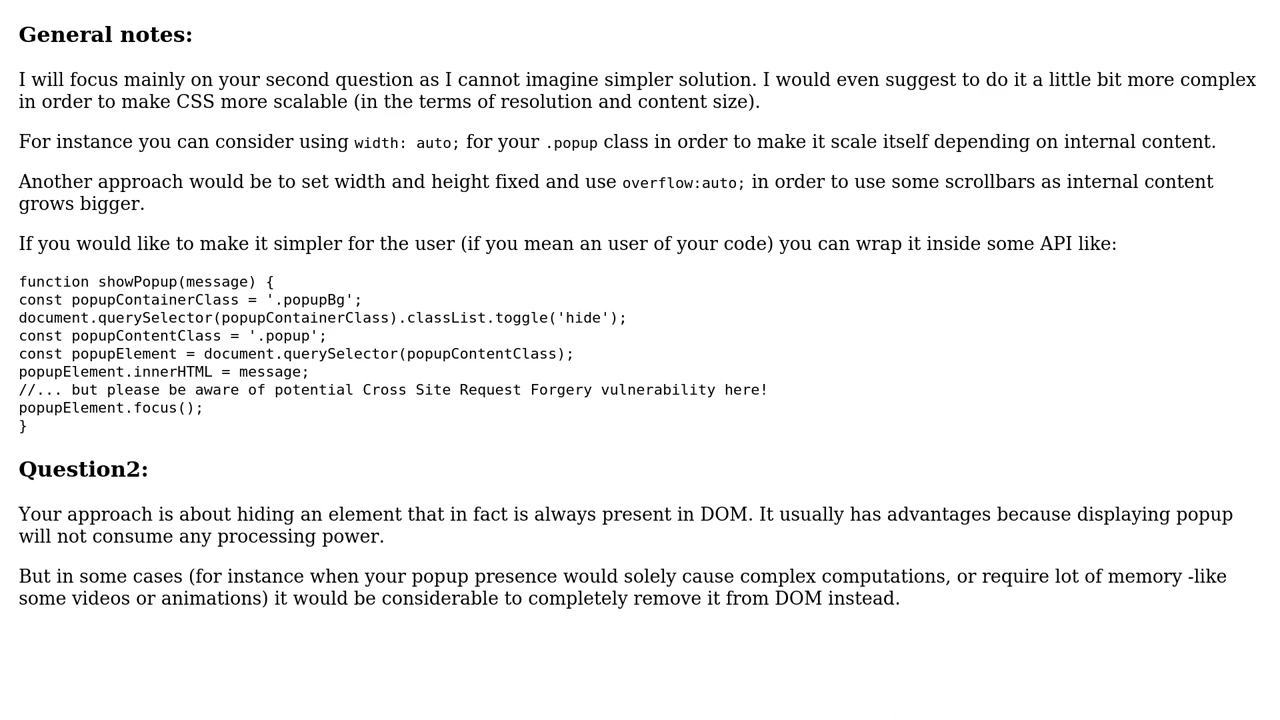 General notes:
I will focus mainly on your second question as I cannot imagine simpler solution. I would even suggest to do it a little bit more complex
in order to make CSS more scalable (in the terms of resolution and content size).
For instance you can consider using width: auto; for your .popup class in order to make it scale itself depending on internal content.
Another approach would be to set width and height fixed and use overflow:auto; in order to use some scrollbars as internal content
grows bigger.
If you would like to make it simpler for the user (if you mean an user of your code) you can wrap it inside some API like:
function showPopup(message) {
const popupContainerClass = '.popupBg';
document.querySelector(popupContainerClass).classList.toggle('hide');
const popupContentClass = '.popup';
const popupElement = document.querySelector(popupContentClass);
popupElement.innerHTML = message;
//... but please be aware of potential Cross Site Request Forgery vulnerability here!
popupElement.focus();
}
Question2:
Your approach is about hiding an element that in fact is always present in DOM. It usually has advantages because displaying popup
will not consume any processing power.
But in some cases (for instance when your popup presence would solely cause complex computations, or require lot of memory -like
some videos or animations) it would be considerable to completely remove it from DOM instead.